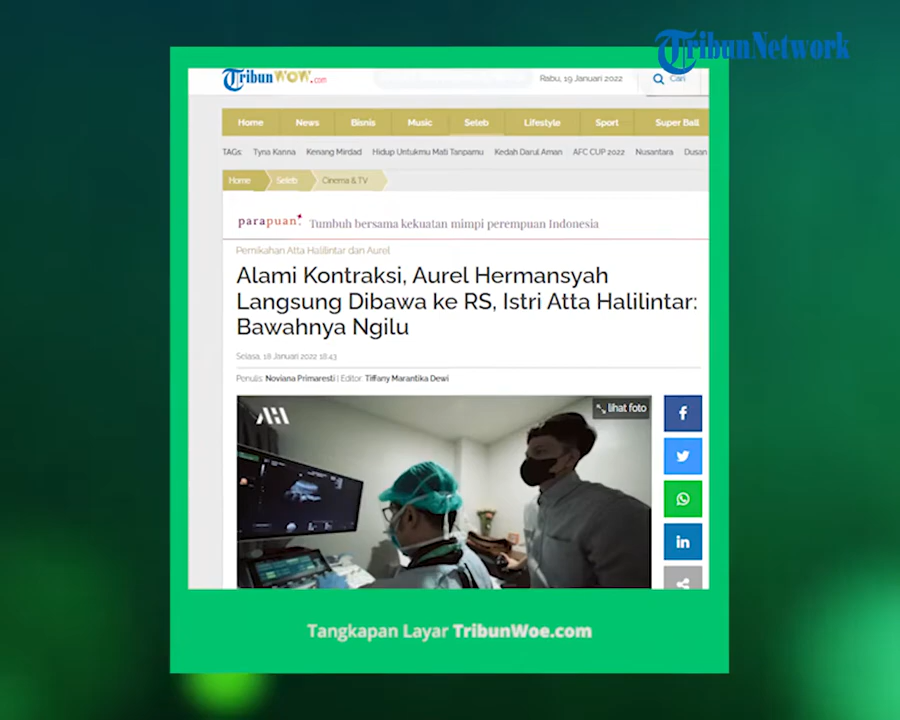 TribunNetwork
TribunWOW.com
Rabu, 19 Januari 2022
Cari
Home News Bisnis Music Seleb Lifestyle Sport Super Ball
TAGs: Tyna Kanna Kenang Mirdad Hidup Untukmu Mati Tanpamu Kedah Darul Aman AFC CUP 2022 Nusantara Dusan
Home Seleb Cinema & TV
parapuan. Tumbuh bersama kekuatan mimpi perempuan Indonesia
Pernikahan Atta Halilintar dan Aurel
Alami Kontraksi, Aurel Hermansyah
Langsung Dibawa ke RS, Istri Atta Halilintar:
Bawahnya Ngilu
Selasa, 18 Januari 2022 18:43
Penulis: Noviana Primaresti | Editor: Tiffany Marantika Dewi
AH
lihat foto
Tangkapan Layar TribunWoe.com